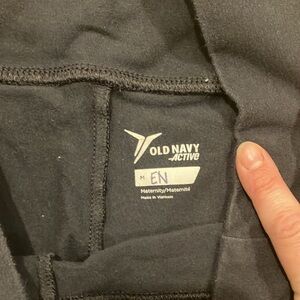 OLD NAVY
ACTIVE
M EN
Maternity/Maternité
Made in Vietnam